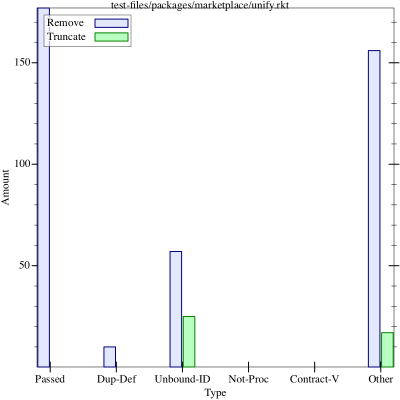 test-files/packages/marketplace/unify.rkt
Remove
Truncate
150
100
50
Amount
Passed Dup-Def Unbound-ID Not-Proc Contract-V Other
Type